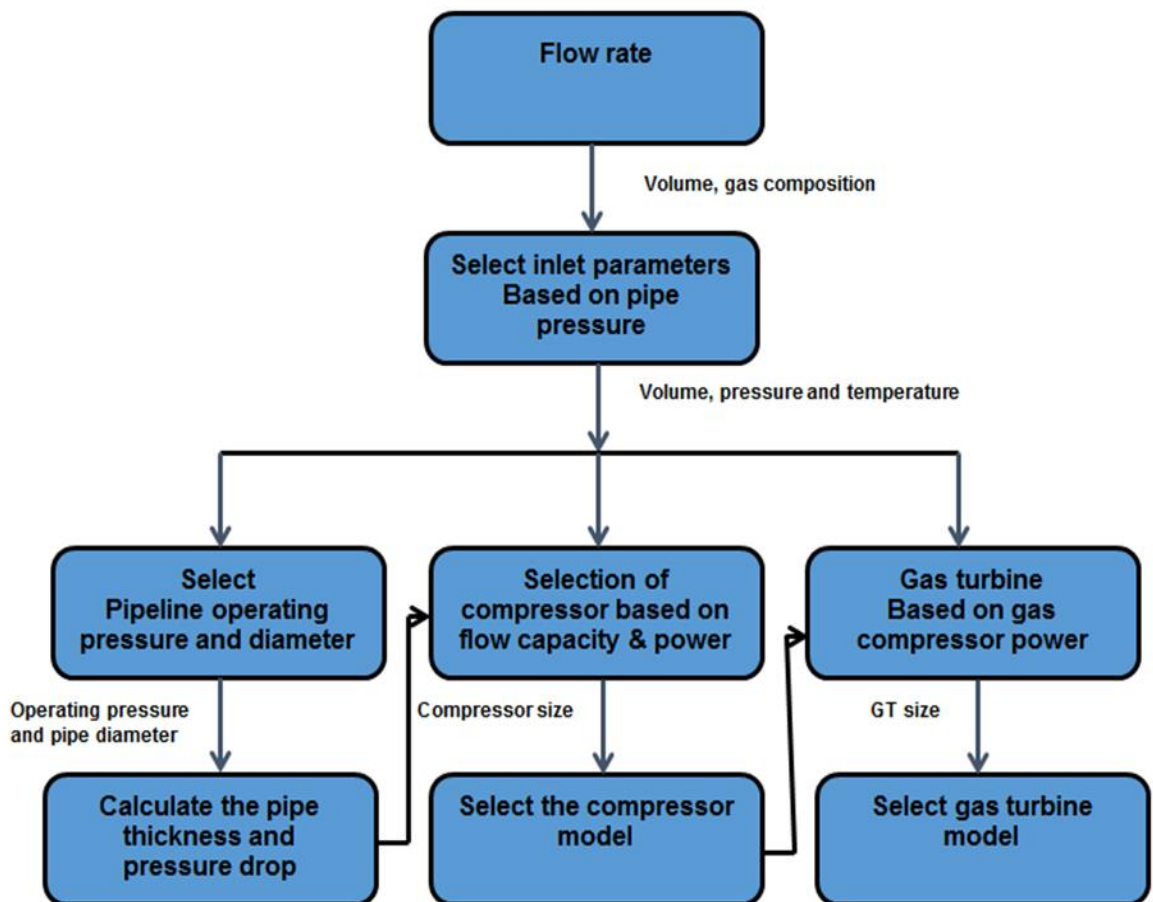 Flow rate
Volume, gas composition
Select inlet parameters
Based on pipe
pressure
Volume, pressure and temperature
Select
Pipeline operating
pressure and diameter
Selection of
compressor based on
flow capacity & power
Gas turbine
Based on gas
compressor power
Operating pressure
and pipe diameter
Compressor size
GT size
Calculate the pipe
thickness and
pressure drop
Select the compressor
model
Select gas turbine
model